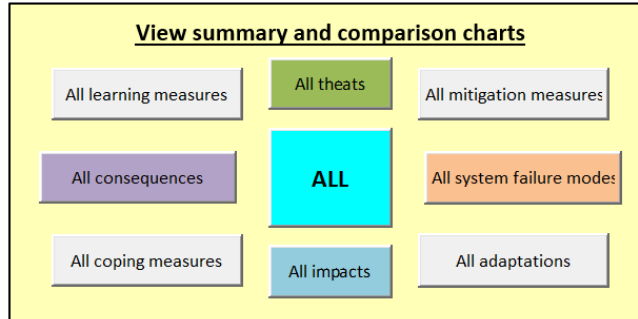 View summary and comparison charts
All learning measures
All theats
All mitigation measures
All consequences
ALL
All system failure modes
All coping measures
All impacts
All adaptations